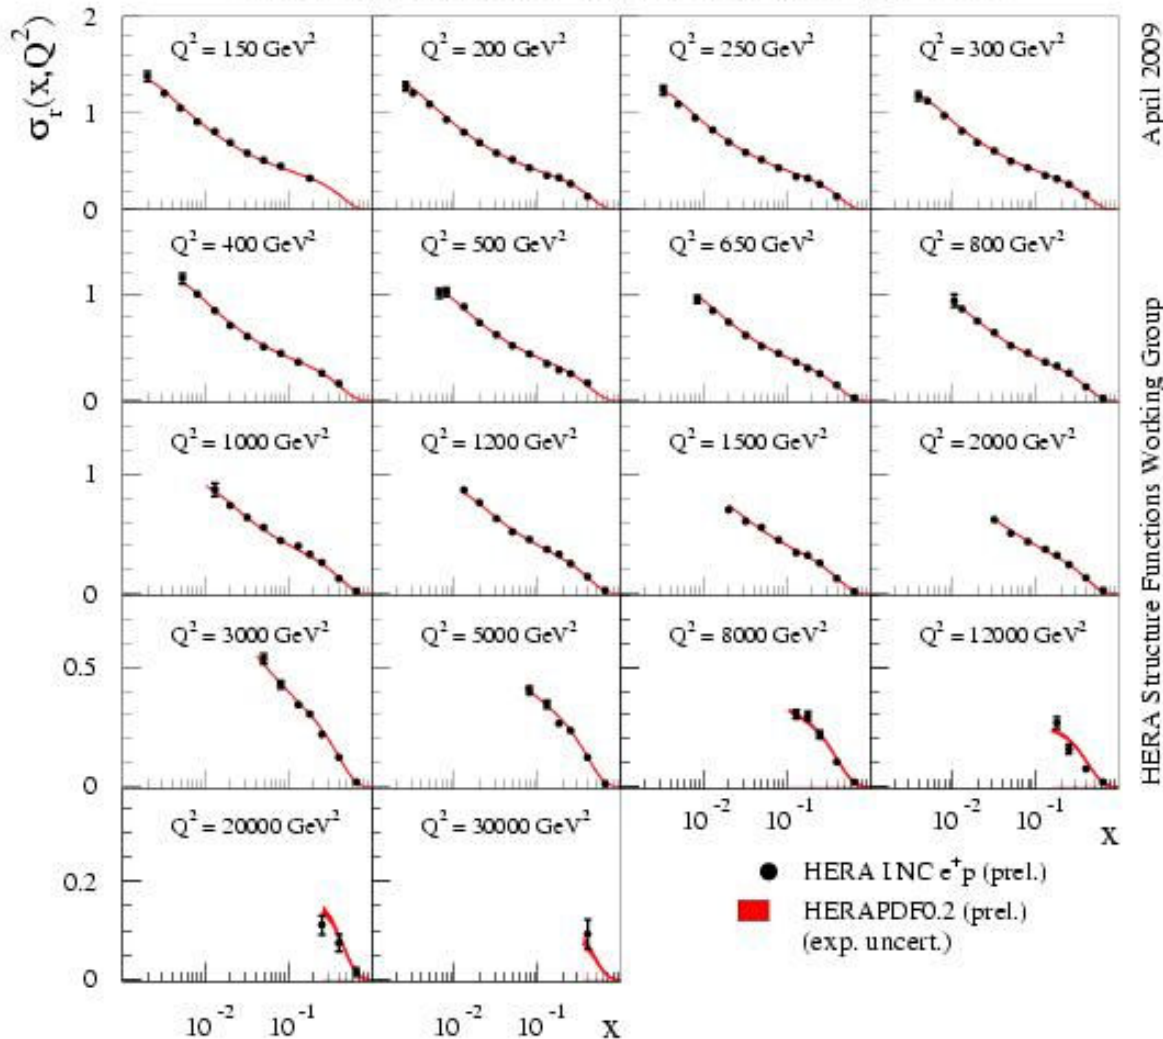 σr(x,Q²)
2
1
0
Q² = 150 GeV²
Q² = 200 GeV²
Q² = 250 GeV²
Q² = 300 GeV²
1
0
Q² = 400 GeV²
Q² = 500 GeV²
Q² = 650 GeV²
Q² = 800 GeV²
1
0
Q² = 1000 GeV²
Q² = 1200 GeV²
Q² = 1500 GeV²
Q² = 2000 GeV²
0.5
0
Q² = 3000 GeV²
Q² = 5000 GeV²
Q² = 8000 GeV²
Q² = 12000 GeV²
10⁻² 10⁻¹ 10⁻² 10⁻¹ x
0.2
0
Q² = 20000 GeV²
Q² = 30000 GeV²
10⁻² 10⁻¹ 10⁻² 10⁻¹ x
HERA I NC e⁺p (prel.)
HERAPDF0.2 (prel.)
(exp. uncert.)
April 2009
HERA Structure Functions Working Group